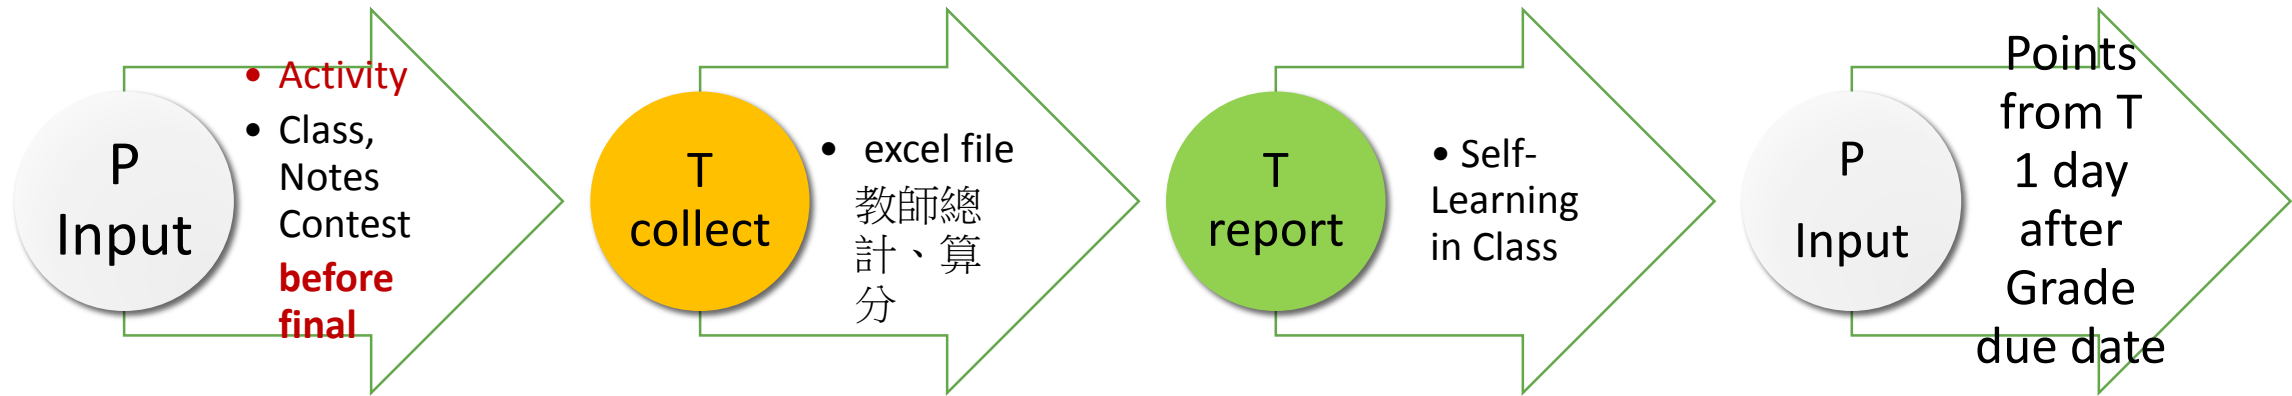 P
Input
• Activity
• Class,
Notes
Contest
before
final
T
collect
• excel file
教師總
計、算
分
T
report
• Self-
Learning
in Class
P
Input
Points
from T
1 day
after
Grade
due date